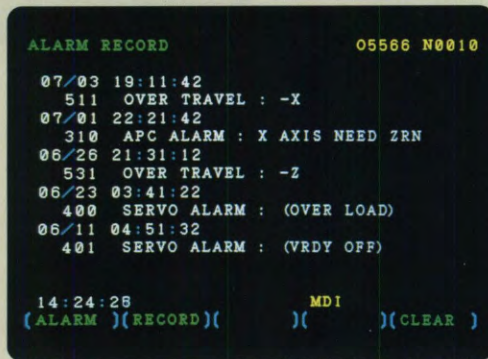 ALARM RECORD O5566 N0010
07/03 19:11:42
511 OVER TRAVEL : -X
07/01 22:21:42
310 APC ALARM : X AXIS NEED ZRN
06/26 21:31:12
531 OVER TRAVEL : -Z
06/23 03:41:22
400 SERVO ALARM : (OVER LOAD)
06/11 04:51:32
401 SERVO ALARM : (VRDY OFF)
14:24:28 MDI
[ALARM ][RECORD][ ][ ][CLEAR ]